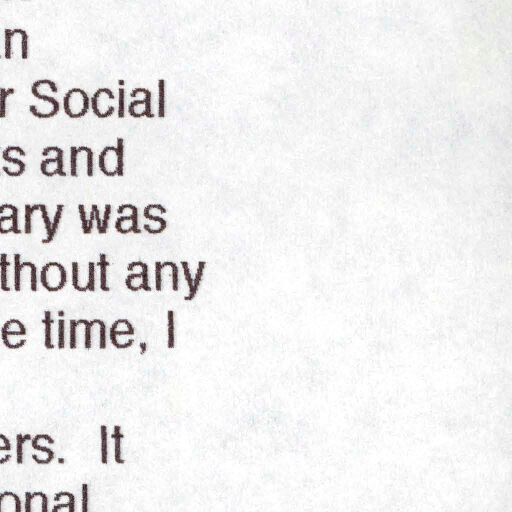 n
r Social
s and
ary was
thout any
e time, I
ers.  It
onal